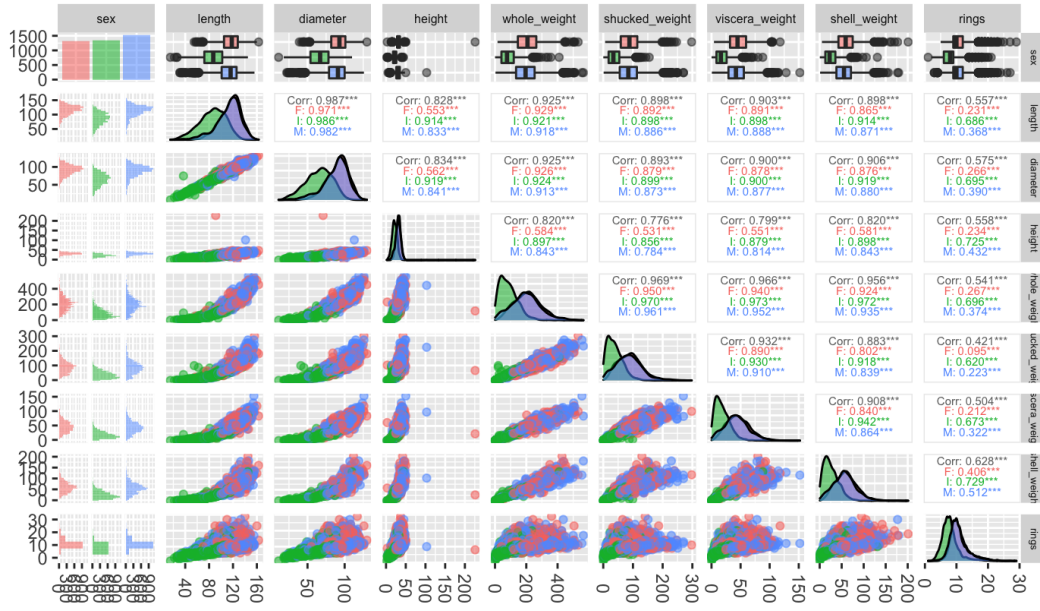 sex length diameter height whole_weight shucked_weight viscera_weight shell_weight rings
1500
1000
500
0
sex
150
100
50
Corr: 0.987*** Corr: 0.828*** Corr: 0.925*** Corr: 0.898*** Corr: 0.903*** Corr: 0.898*** Corr: 0.557***
F: 0.971*** F: 0.553*** F: 0.929*** F: 0.892*** F: 0.891*** F: 0.865*** F: 0.231***
I: 0.986*** I: 0.914*** I: 0.921*** I: 0.898*** I: 0.898*** I: 0.914*** I: 0.686***
M: 0.982*** M: 0.833*** M: 0.918*** M: 0.886*** M: 0.888*** M: 0.871*** M: 0.368***
length
100
50
Corr: 0.834*** Corr: 0.925*** Corr: 0.893*** Corr: 0.900*** Corr: 0.906*** Corr: 0.575***
F: 0.562*** F: 0.926*** F: 0.879*** F: 0.878*** F: 0.876*** F: 0.266***
I: 0.919*** I: 0.924*** I: 0.899*** I: 0.900*** I: 0.919*** I: 0.695***
M: 0.841*** M: 0.913*** M: 0.873*** M: 0.877*** M: 0.880*** M: 0.390***
diameter
200
150
100
50
0
Corr: 0.820*** Corr: 0.776*** Corr: 0.799*** Corr: 0.820*** Corr: 0.558***
F: 0.584*** F: 0.531*** F: 0.551*** F: 0.581*** F: 0.234***
I: 0.897*** I: 0.856*** I: 0.879*** I: 0.898*** I: 0.725***
M: 0.843*** M: 0.784*** M: 0.814*** M: 0.843*** M: 0.432***
height
400
200
0
Corr: 0.969*** Corr: 0.966*** Corr: 0.956*** Corr: 0.541***
F: 0.950*** F: 0.940*** F: 0.924*** F: 0.267***
I: 0.970*** I: 0.973*** I: 0.972*** I: 0.696***
M: 0.961*** M: 0.952*** M: 0.935*** M: 0.374***
300
200
100
0
Corr: 0.932*** Corr: 0.883*** Corr: 0.421***
F: 0.890*** F: 0.802*** F: 0.095***
I: 0.930*** I: 0.918*** I: 0.620***
M: 0.910*** M: 0.839*** M: 0.223***
150
100
50
0
Corr: 0.908*** Corr: 0.504***
F: 0.840*** F: 0.212***
I: 0.942*** I: 0.673***
M: 0.864*** M: 0.322***
200
150
100
50
0
Corr: 0.628***
F: 0.406***
I: 0.729***
M: 0.512***
30
20
10
0
rings
40 80 120 160 50 100 0 50 100 150 200 0 200 400 0 100 200 300 0 50 100 150 0 50 100 150 200 0 10 20 30